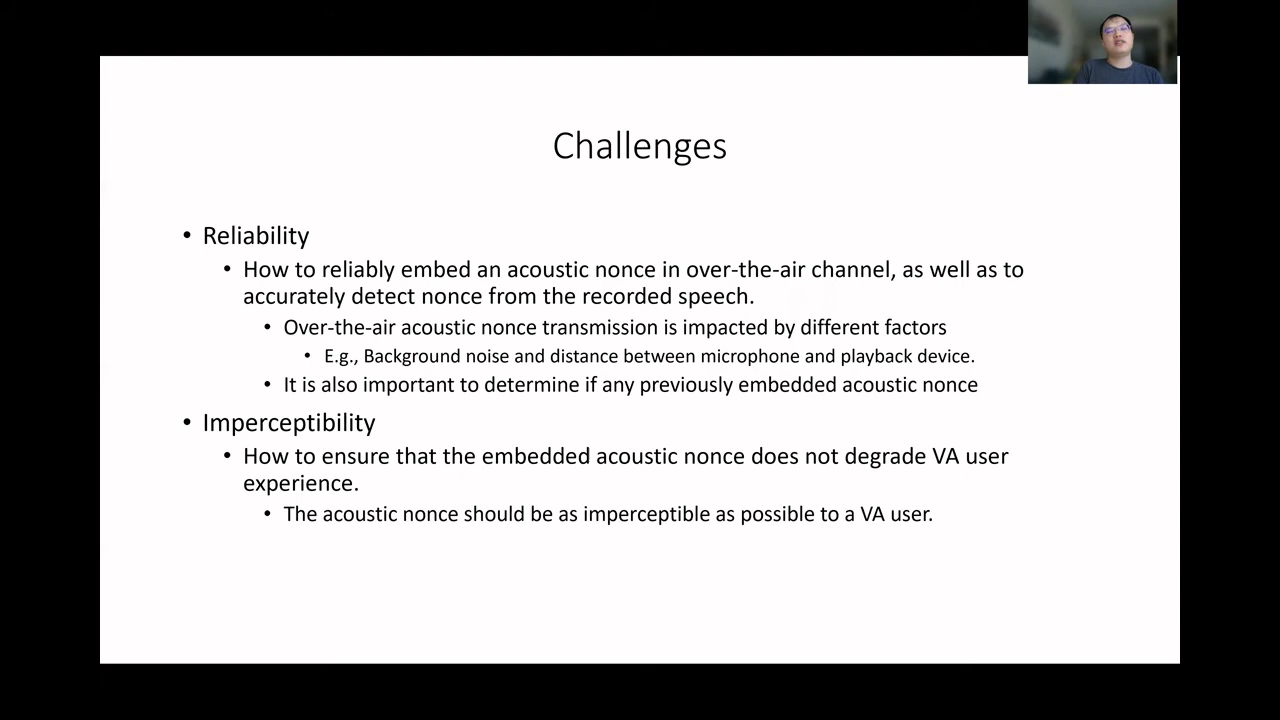 Challenges
• Reliability
• How to reliably embed an acoustic nonce in over-the-air channel, as well as to
accurately detect nonce from the recorded speech.
• Over-the-air acoustic nonce transmission is impacted by different factors
• E.g., Background noise and distance between microphone and playback device.
• It is also important to determine if any previously embedded acoustic nonce
• Imperceptibility
• How to ensure that the embedded acoustic nonce does not degrade VA user
experience.
• The acoustic nonce should be as imperceptible as possible to a VA user.